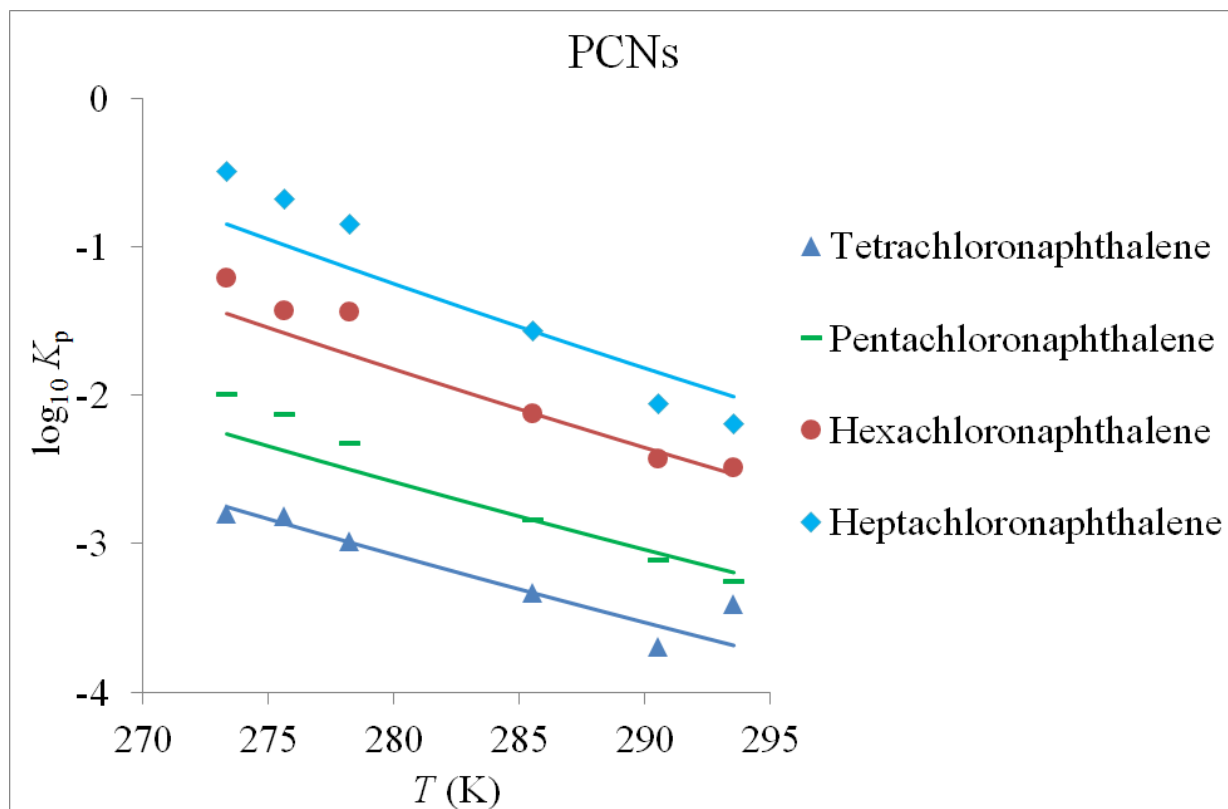 PCNs
0
-1
-2
-3
-4
log₁₀ Kₚ
270 275 280 285 290 295
T (K)
Tetrachloronaphthalene
Pentachloronaphthalene
Hexachloronaphthalene
Heptachloronaphthalene